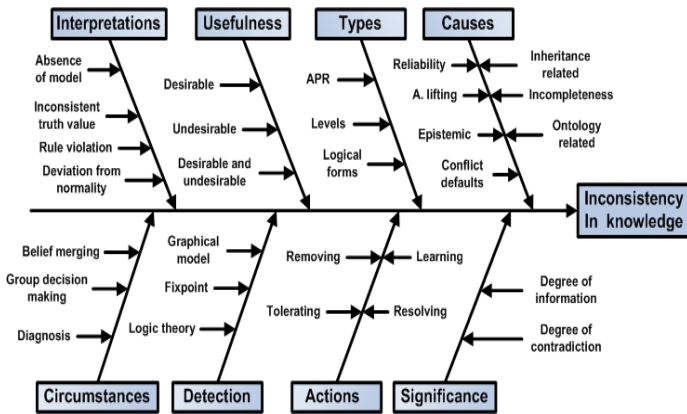 Interpretations
Usefulness
Types
Causes
Absence
of model
Inconsistent
truth value
Rule violation
Deviation from
normality
Desirable
Undesirable
Desirable and
undesirable
APR
Levels
Logical
forms
Reliability
A. lifting
Epistemic
Conflict
defaults
Inheritance
related
Incompleteness
Ontology
related
Inconsistency
In knowledge
Belief merging
Group decision
making
Diagnosis
Graphical
model
Fixpoint
Logic theory
Removing
Learning
Tolerating
Resolving
Degree of
information
Degree of
contradiction
Circumstances
Detection
Actions
Significance